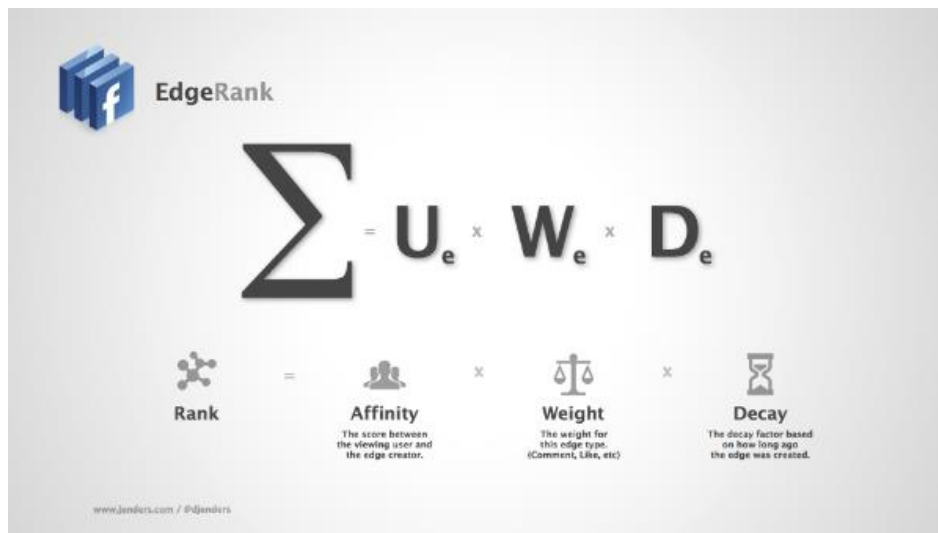 f
EdgeRank
Σ = Ue x We x De
Rank = Affinity x Weight x Decay
The score between
the viewing user and
the edge creator.
The weight for
this edge type.
(Comment, Like, etc)
The decay factor based
on how long ago
the edge was created.
www.jenders.com / @djenders